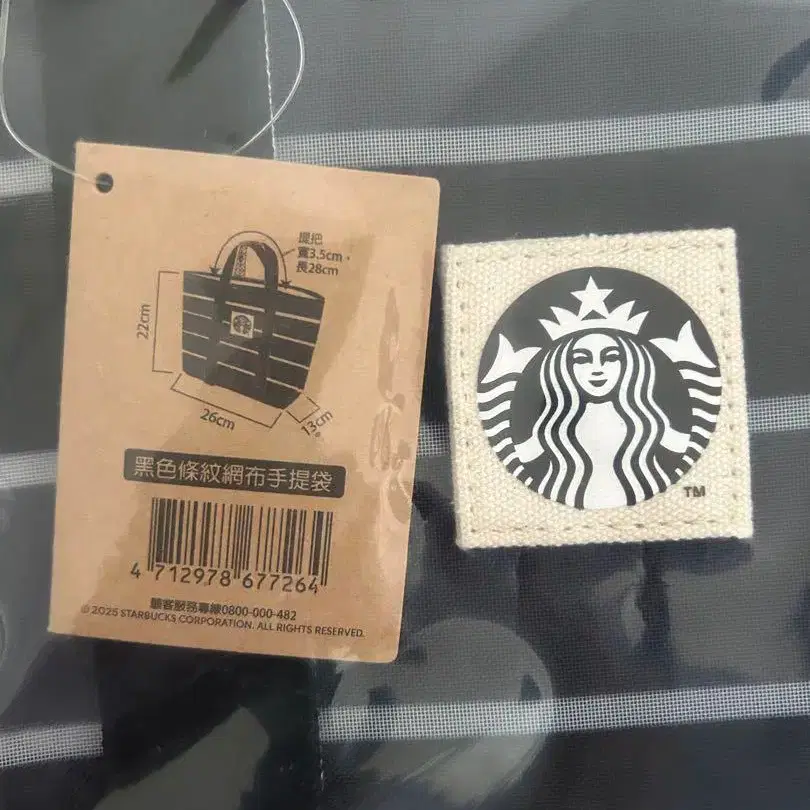 提把
寬3.5cm,
長28cm
22cm
26cm
13cm
黑色條紋網布手提袋
4 712978 677264
顧客服務專線0800-000-482
© 2025 STARBUCKS CORPORATION. ALL RIGHTS RESERVED.
TM